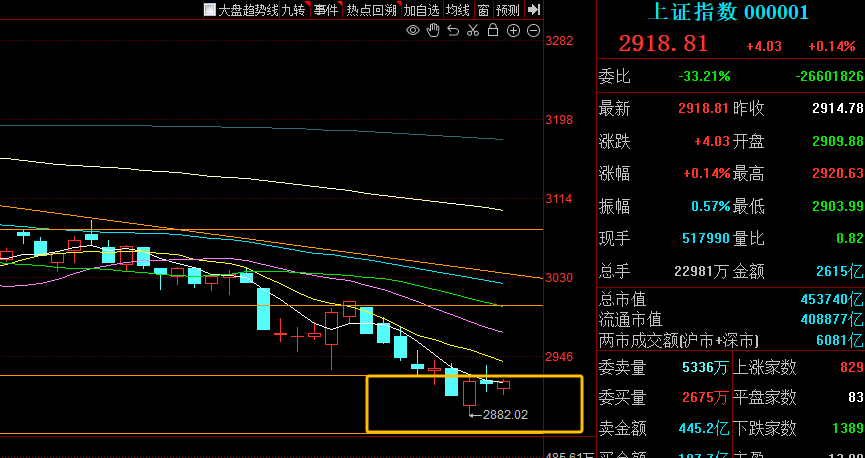 大盘趋势线 九转 事件 热点回溯 加自选 均线 窗 预测
上证指数 000001
2918.81 +4.03 +0.14%
委比 -33.21% -26601826
最新 2918.81 昨收 2914.78
涨跌 +4.03 开盘 2909.88
涨幅 +0.14% 最高 2920.63
振幅 0.57% 最低 2903.99
现手 517990 量比 0.82
总手 22981万 金额 2615亿
总市值 453740亿
流通市值 408877亿
两市成交额(沪市+深市) 6081亿
委卖量 5336万 上涨家数 829
委买量 2675万 平盘家数 83
卖金额 445.2亿 下跌家数 1389
3282
3198
3114
3030
2946
2882.02
485.61万